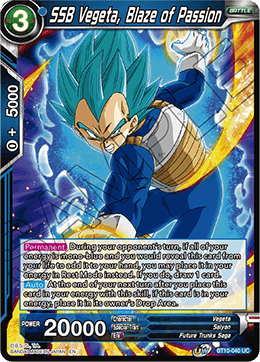 3
SSB Vegeta, Blaze of Passion
BATTLE
+ 5000
Permanent During your opponent's turn, if all of your
energy is mono-blue and you would reveal this card from
your life to add it to your hand, you may place it in your
energy in Rest Mode instead. If you do, draw 1 card.
Auto At the end of your next turn after you place this
card in your energy with this skill, if this card is in your
energy, place it in its owner's Drop Area.
POWER 20000
Character Vegeta
Special Trait Saiyan
Era Future Trunks Saga
BT10-040 UC